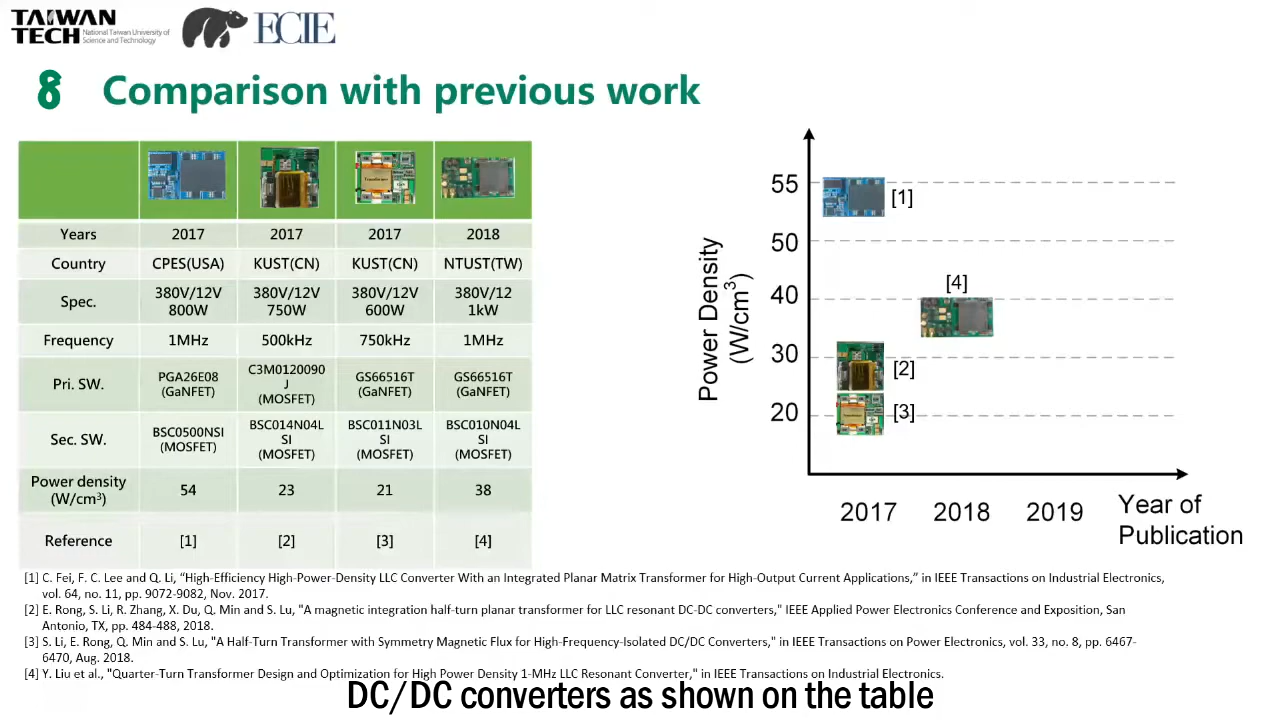 TAIWAN
TECH
National Taiwan University of
Science and Technology
ECIE
8 Comparison with previous work
Years 2017 2017 2017 2018
Country CPES(USA) KUST(CN) KUST(CN) NTUST(TW)
Spec. 380V/12V 800W 380V/12V 750W 380V/12V 600W 380V/12 1kW
Frequency 1MHz 500kHz 750kHz 1MHz
Pri. SW. PGA26E08 (GaNFET) C3M0120090 J (MOSFET) GS66516T (GaNFET) GS66516T (GaNFET)
Sec. SW. BSC0500NSI (MOSFET) BSC014N04L SI (MOSFET) BSC011N03L SI (MOSFET) BSC010N04L SI (MOSFET)
Power density (W/cm³) 54 23 21 38
Reference [1] [2] [3] [4]
Power Density
(W/cm³)
55
50
40
30
20
[1]
[4]
[2]
[3]
2017 2018 2019
Year of
Publication
[1] C. Fei, F. C. Lee and Q. Li, “High-Efficiency High-Power-Density LLC Converter With an Integrated Planar Matrix Transformer for High-Output Current Applications,” in IEEE Transactions on Industrial Electronics,
vol. 64, no. 11, pp. 9072-9082, Nov. 2017.
[2] E. Rong, S. Li, R. Zhang, X. Du, Q. Min and S. Lu, "A magnetic integration half-turn planar transformer for LLC resonant DC-DC converters," IEEE Applied Power Electronics Conference and Exposition, San
Antonio, TX, pp. 484-488, 2018.
[3] S. Li, E. Rong, Q. Min and S. Lu, "A Half-Turn Transformer with Symmetry Magnetic Flux for High-Frequency-Isolated DC/DC Converters," in IEEE Transactions on Power Electronics, vol. 33, no. 8, pp. 6467-
6470, Aug. 2018.
[4] Y. Liu et al., "Quarter-Turn Transformer Design and Optimization for High Power Density 1-MHz LLC Resonant Converter," in IEEE Transactions on Industrial Electronics.
DC/DC converters as shown on the table